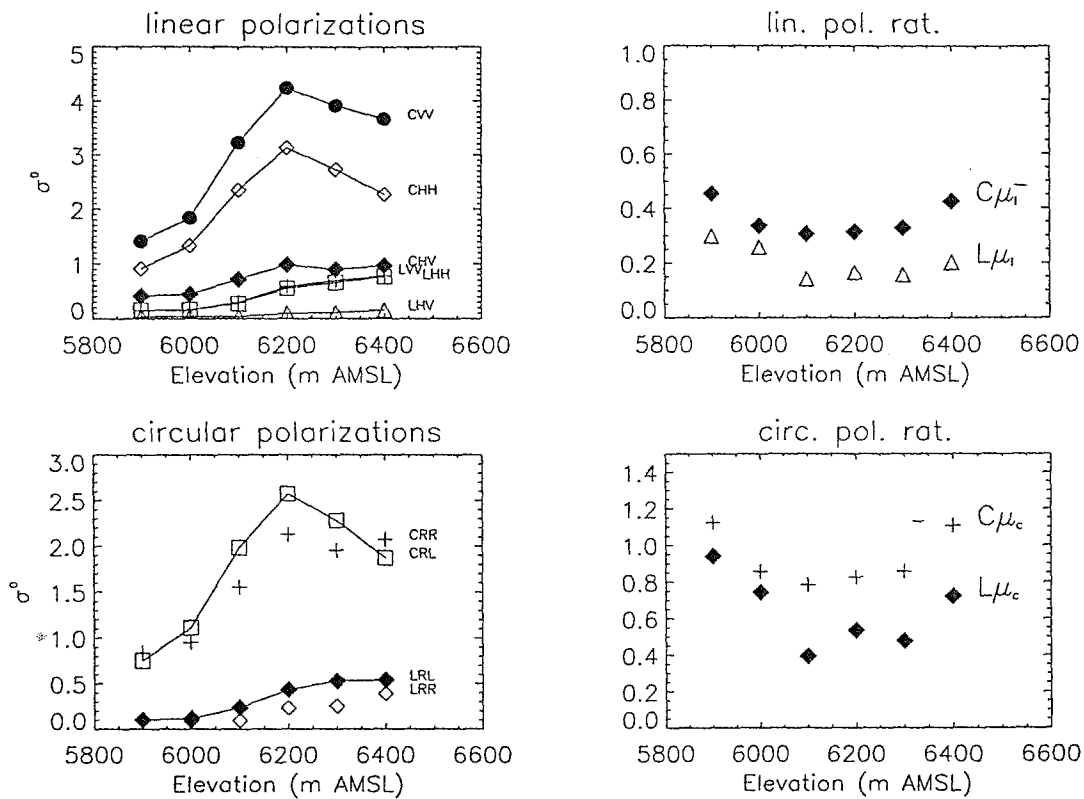 linear polarizations
5
4
3
2
1
0
σ°
CVV
CHH
CHV
LVV LHH
LHV
5800 6000 6200 6400 6600
Elevation (m AMSL)
lin. pol. rat.
1.0
0.8
0.6
0.4
0.2
0.0
Cμₗ
Lμₗ
5800 6000 6200 6400 6600
Elevation (m AMSL)
circular polarizations
3.0
2.5
2.0
1.5
1.0
0.5
0.0
σ°
CRR
CRL
LRL
LRR
5800 6000 6200 6400 6600
Elevation (m AMSL)
circ. pol. rat.
1.4
1.2
1.0
0.8
0.6
0.4
0.2
0.0
Cμc
Lμc
5800 6000 6200 6400 6600
Elevation (m AMSL)